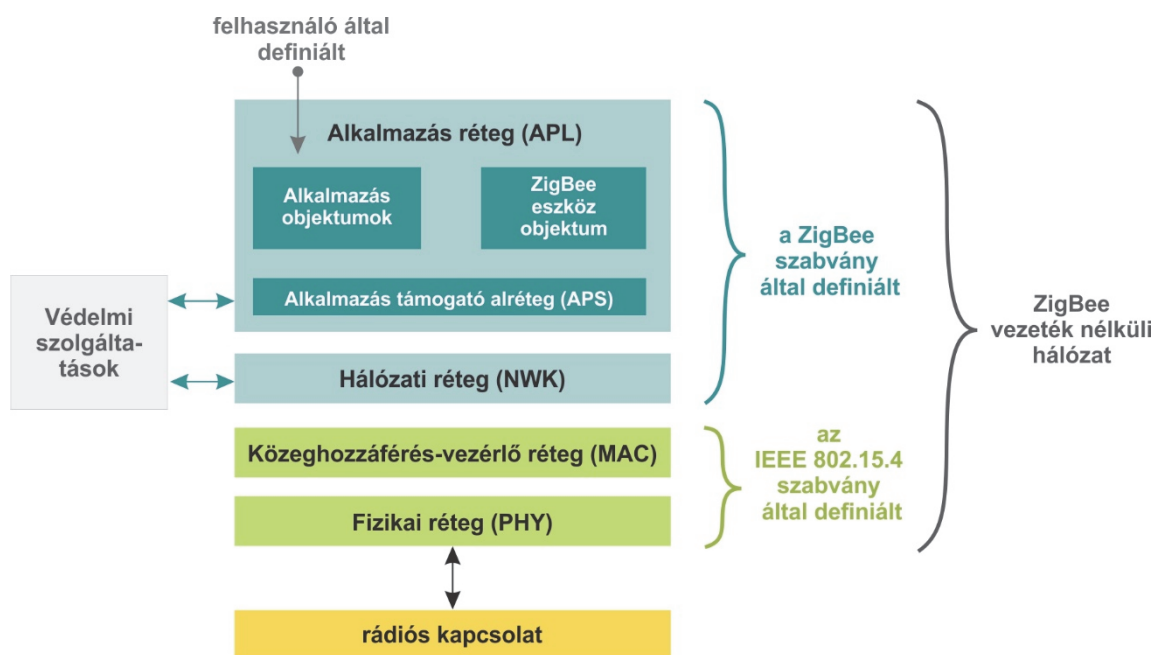 felhasználó által
definiált
Alkalmazás réteg (APL)
Alkalmazás
objektumok
ZigBee
eszköz
objektum
Alkalmazás támogató alréteg (APS)
a ZigBee
szabvány
által definiált
Védelmi
szolgálta-
tások
ZigBee
vezeték nélküli
hálózat
Hálózati réteg (NWK)
Közeghozzáférés-vezérlő réteg (MAC)
az
IEEE 802.15.4
szabvány
által definiált
Fizikai réteg (PHY)
rádiós kapcsolat